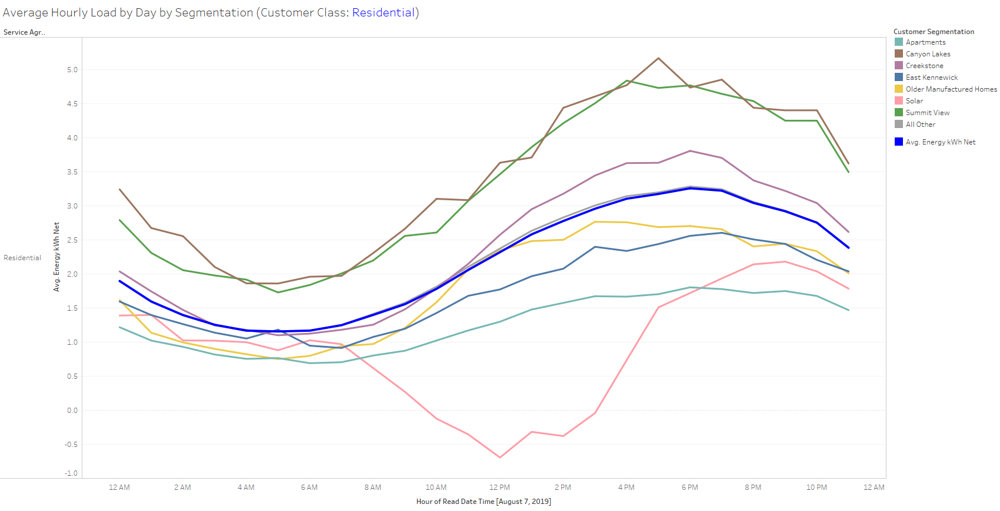 Average Hourly Load by Day by Segmentation (Customer Class: Residential)
Service Agr..
Customer Segmentation
Apartments
Canyon Lakes
Creekstone
East Kennewick
Older Manufactured Homes
Solar
Summit View
All Other
Avg. Energy kWh Net
Residential
Avg. Energy kWh Net
5.0
4.5
4.0
3.5
3.0
2.5
2.0
1.5
1.0
0.5
0.0
-0.5
-1.0
12 AM 2 AM 4 AM 6 AM 8 AM 10 AM 12 PM 2 PM 4 PM 6 PM 8 PM 10 PM 12 AM
Hour of Read Date Time [August 7, 2019]